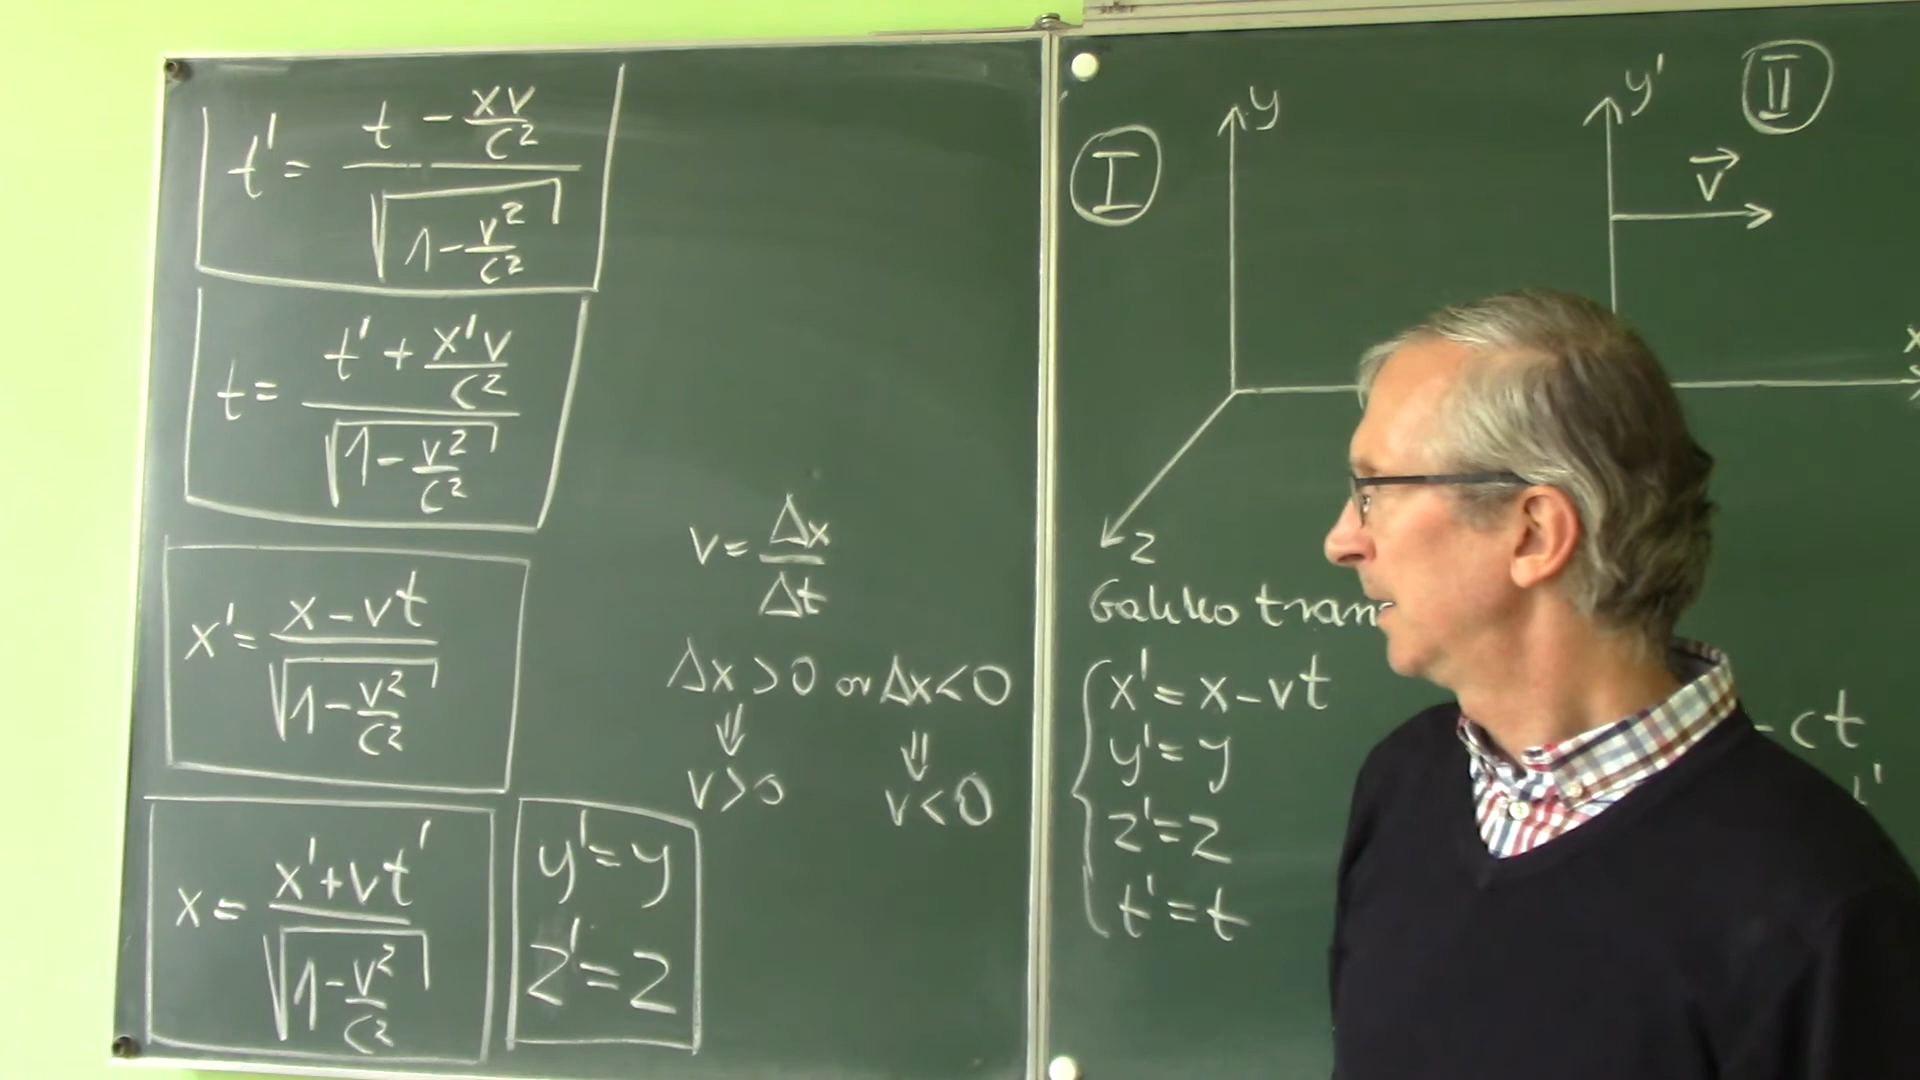 t' = (t - xv/c²) / √(1 - v²/c²)
t = (t' + x'v/c²) / √(1 - v²/c²)
x' = (x - vt) / √(1 - v²/c²)
x = (x' + vt') / √(1 - v²/c²)
y' = y
z' = z
v = Δx/Δt
Δx > 0 or Δx < 0
⇓ ⇓
v > 0 v < 0
I
y
z
y'
II
v⃗
x
Galileo tran
x' = x - vt
y' = y
z' = z
t' = t
- ct